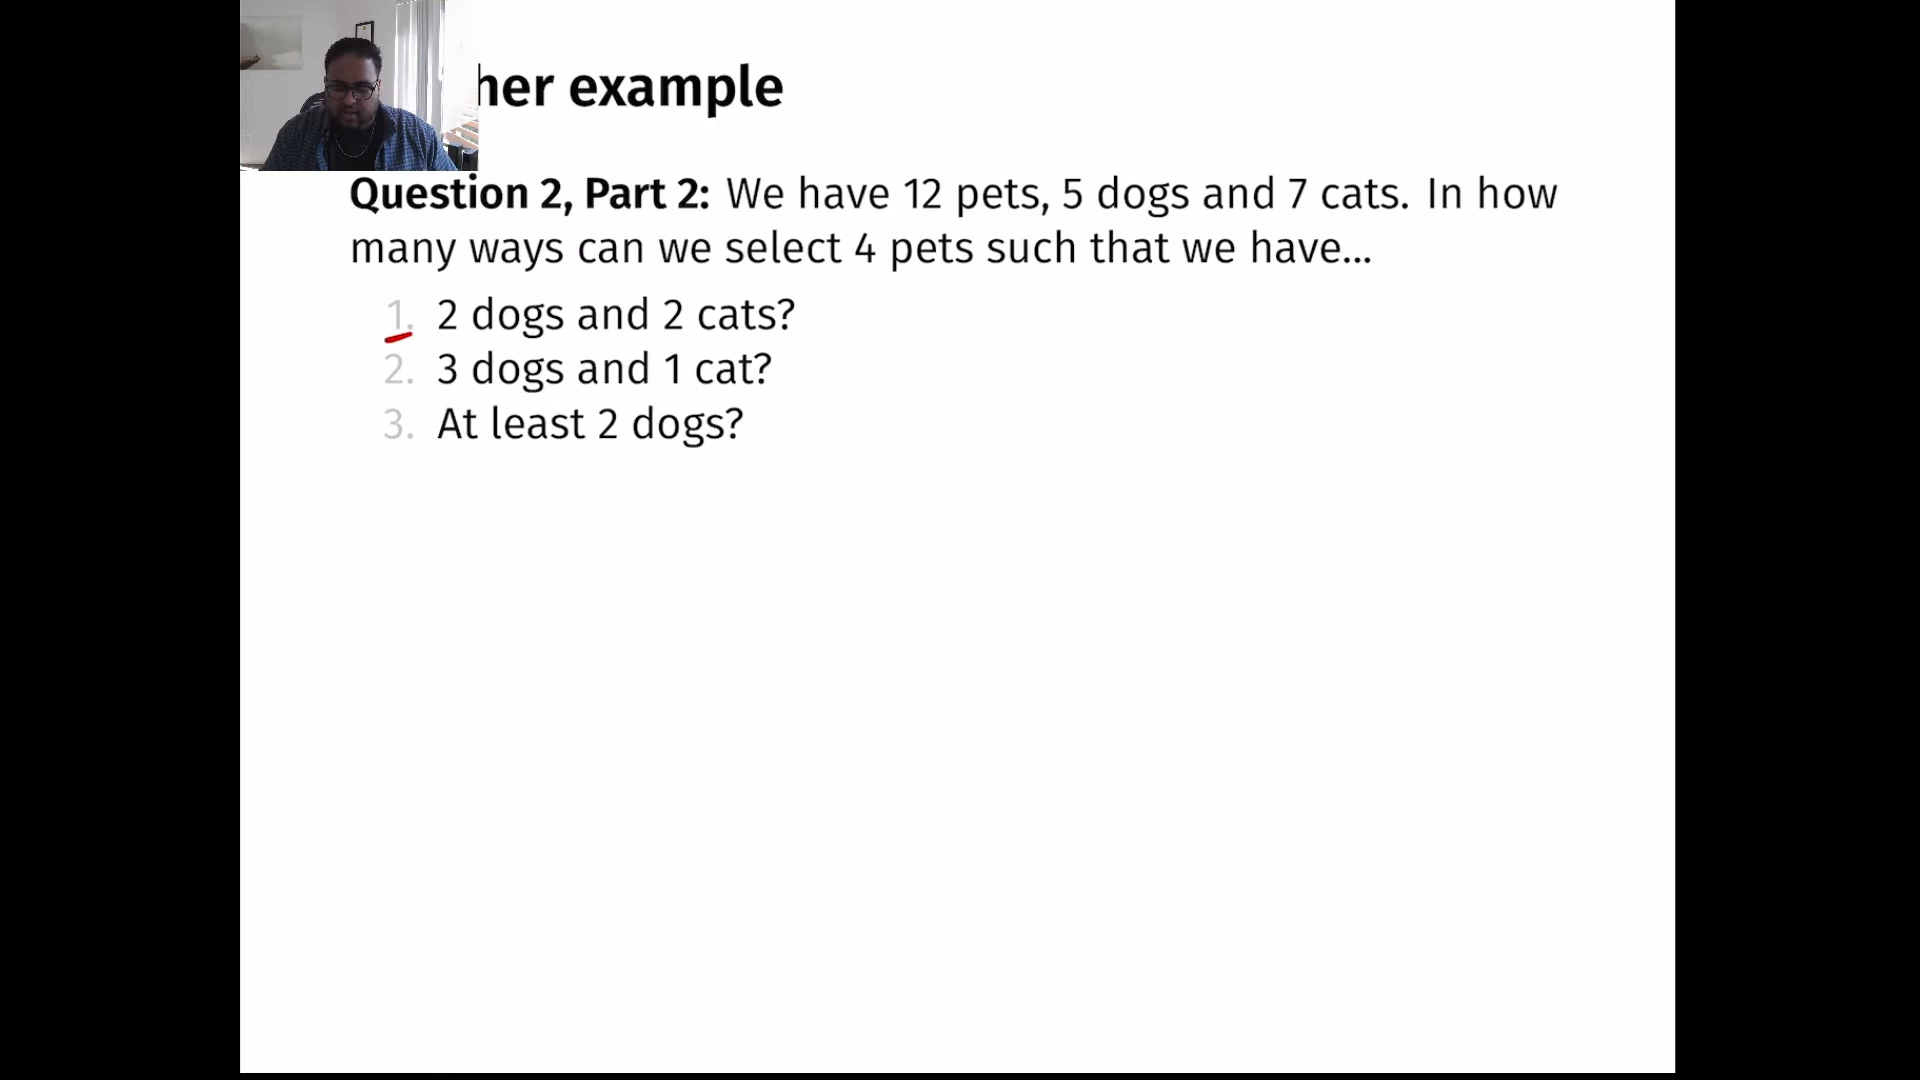 her example
Question 2, Part 2: We have 12 pets, 5 dogs and 7 cats. In how
many ways can we select 4 pets such that we have...
1. 2 dogs and 2 cats?
2. 3 dogs and 1 cat?
3. At least 2 dogs?